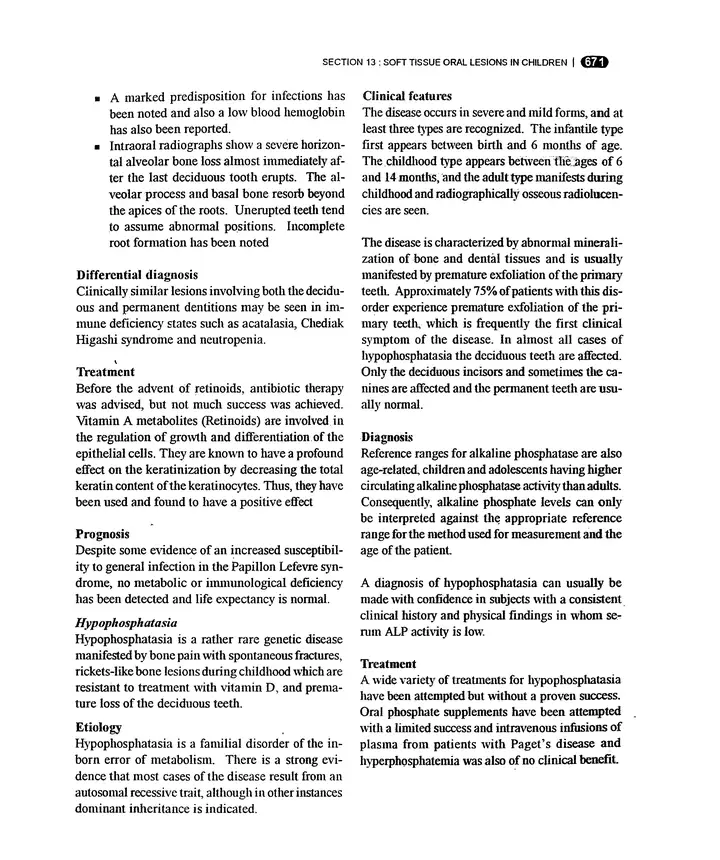 SECTION 13 : SOFT TISSUE ORAL LESIONS IN CHILDREN | 671
▪ A marked predisposition for infections has
been noted and also a low blood hemoglobin
has also been reported.
▪ Intraoral radiographs show a severe horizon-
tal alveolar bone loss almost immediately af-
ter the last deciduous tooth erupts. The al-
veolar process and basal bone resorb beyond
the apices of the roots. Unerupted teeth tend
to assume abnormal positions. Incomplete
root formation has been noted
Differential diagnosis
Clinically similar lesions involving both the decidu-
ous and permanent dentitions may be seen in im-
mune deficiency states such as acatalasia, Chediak
Higashi syndrome and neutropenia.
Treatment
Before the advent of retinoids, antibiotic therapy
was advised, but not much success was achieved.
Vitamin A metabolites (Retinoids) are involved in
the regulation of growth and differentiation of the
epithelial cells. They are known to have a profound
effect on the keratinization by decreasing the total
keratin content of the keratinocytes. Thus, they have
been used and found to have a positive effect
Prognosis
Despite some evidence of an increased susceptibil-
ity to general infection in the Papillon Lefevre syn-
drome, no metabolic or immunological deficiency
has been detected and life expectancy is normal.
Hypophosphatasia
Hypophosphatasia is a rather rare genetic disease
manifested by bone pain with spontaneous fractures,
rickets-like bone lesions during childhood which are
resistant to treatment with vitamin D, and prema-
ture loss of the deciduous teeth.
Etiology
Hypophosphatasia is a familial disorder of the in-
born error of metabolism. There is a strong evi-
dence that most cases of the disease result from an
autosomal recessive trait, although in other instances
dominant inheritance is indicated.
Clinical features
The disease occurs in severe and mild forms, and at
least three types are recognized. The infantile type
first appears between birth and 6 months of age.
The childhood type appears between the ages of 6
and 14 months, and the adult type manifests during
childhood and radiographically osseous radiolucen-
cies are seen.
The disease is characterized by abnormal minerali-
zation of bone and dental tissues and is usually
manifested by premature exfoliation of the primary
teeth. Approximately 75% of patients with this dis-
order experience premature exfoliation of the pri-
mary teeth, which is frequently the first clinical
symptom of the disease. In almost all cases of
hypophosphatasia the deciduous teeth are affected.
Only the deciduous incisors and sometimes the ca-
nines are affected and the permanent teeth are usu-
ally normal.
Diagnosis
Reference ranges for alkaline phosphatase are also
age-related, children and adolescents having higher
circulating alkaline phosphatase activity than adults.
Consequently, alkaline phosphate levels can only
be interpreted against the appropriate reference
range for the method used for measurement and the
age of the patient.
A diagnosis of hypophosphatasia can usually be
made with confidence in subjects with a consistent
clinical history and physical findings in whom se-
rum ALP activity is low.
Treatment
A wide variety of treatments for hypophosphatasia
have been attempted but without a proven success.
Oral phosphate supplements have been attempted
with a limited success and intravenous infusions of
plasma from patients with Paget's disease and
hyperphosphatemia was also of no clinical benefit.